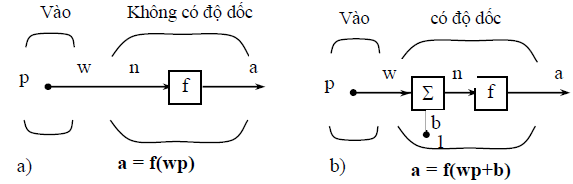 Vào
Không có độ dốc
p
w
n
f
a
a)
a = f(wp)
Vào
có độ dốc
p
w
Σ
n
f
a
b
1
b)
a = f(wp+b)